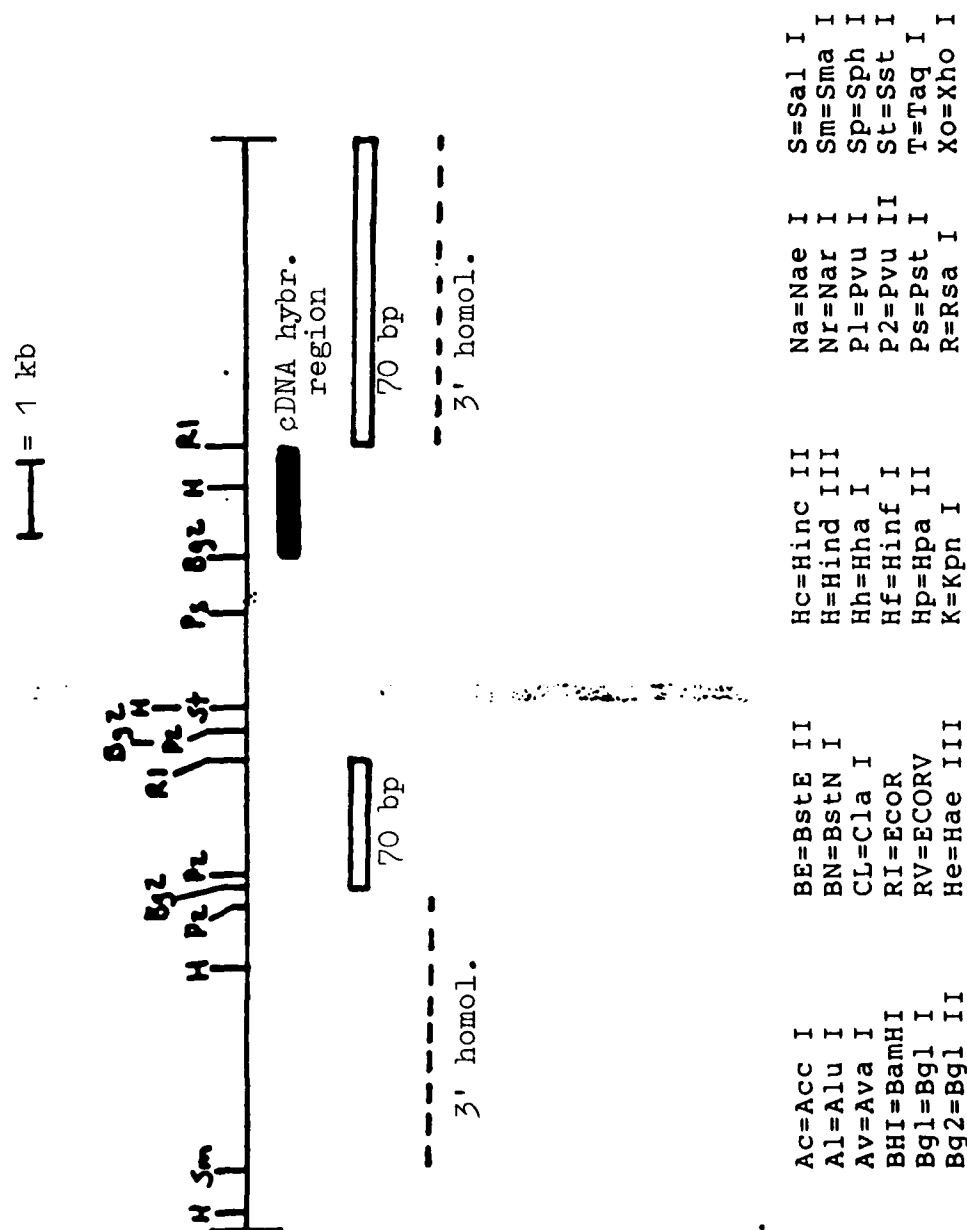 = 1 kb
H Sm H P2 Bg2 P2 R1 Bg2 P2 H St Ps Bg2 H R1
cDNA hybr.
region
70 bp
70 bp
3' homol.
3' homol.
Ac=Acc I
Al=Alu I
Av=Ava I
BHI=BamHI
Bgl=Bgl I
Bg2=Bgl II
BE=BstE II
BN=BstN I
CL=Cla I
RI=EcoR
RV=ECORV
He=Hae III
Hc=Hinc II
H=Hind III
Hh=Hha I
Hf=Hinf I
Hp=Hpa II
K=Kpn I
Na=Nae I
Nr=Nar I
Pl=Pvu I
P2=Pvu II
Ps=Pst I
R=Rsa I
S=Sal I
Sm=Sma I
Sp=Sph I
St=Sst I
T=Taq I
Xo=Xho I